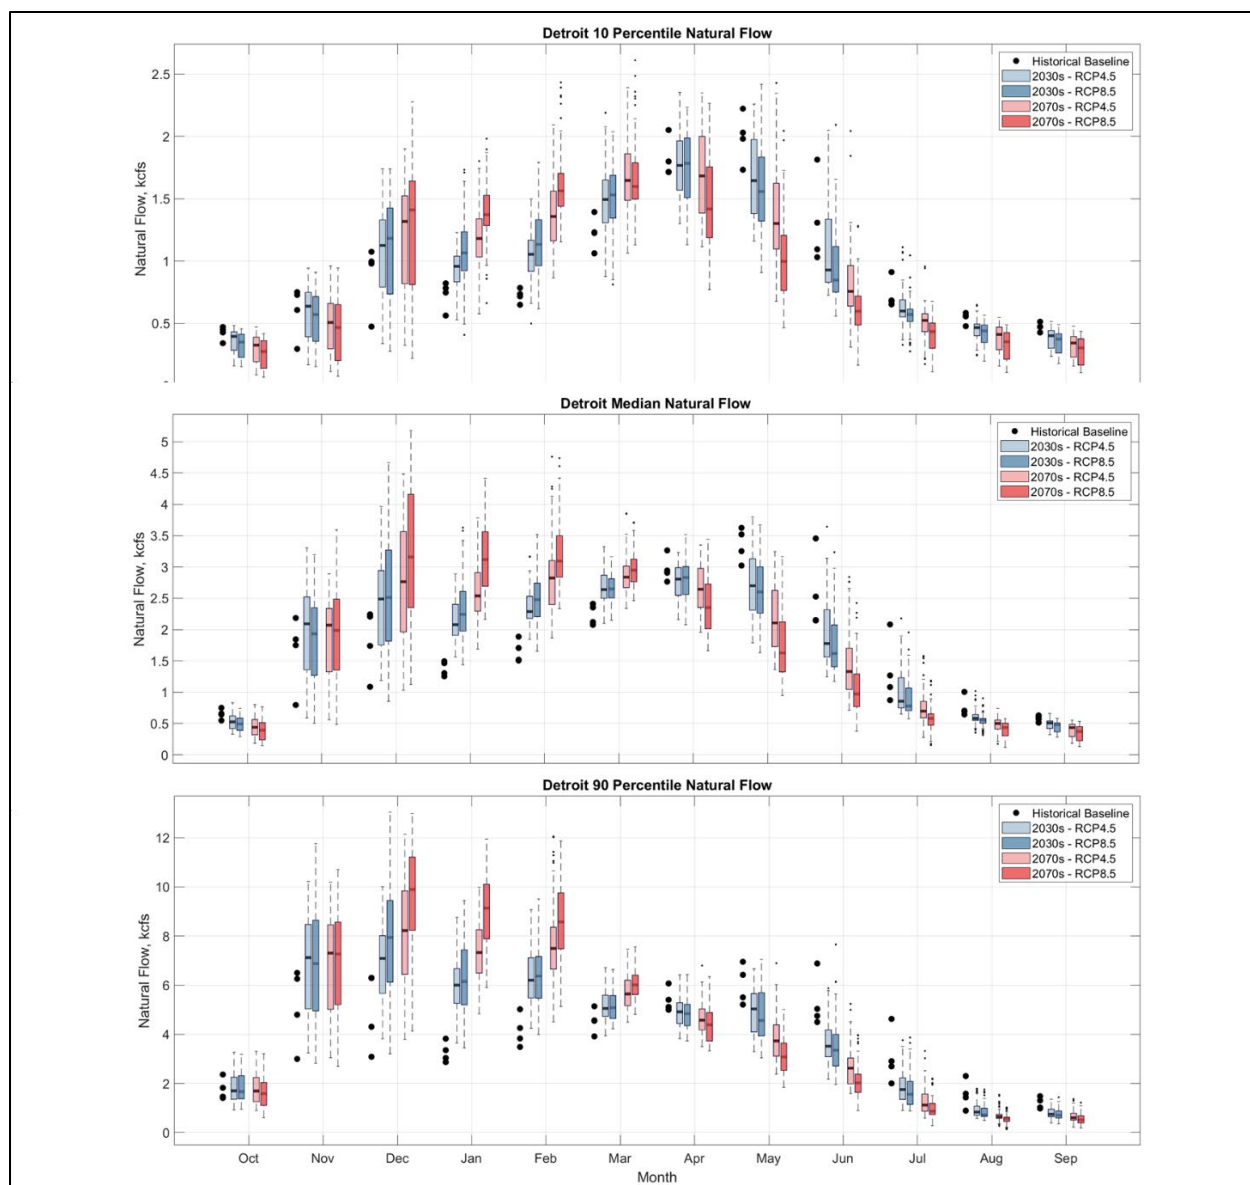 Detroit 10 Percentile Natural Flow
2.5
2
1.5
1
0.5
Natural Flow, kcfs
Historical Baseline
2030s - RCP4.5
2030s - RCP8.5
2070s - RCP4.5
2070s - RCP8.5
Detroit Median Natural Flow
5
4.5
4
3.5
3
2.5
2
1.5
1
0.5
0
Natural Flow, kcfs
Historical Baseline
2030s - RCP4.5
2030s - RCP8.5
2070s - RCP4.5
2070s - RCP8.5
Detroit 90 Percentile Natural Flow
12
10
8
6
4
2
0
Natural Flow, kcfs
Historical Baseline
2030s - RCP4.5
2030s - RCP8.5
2070s - RCP4.5
2070s - RCP8.5
Oct Nov Dec Jan Feb Mar Apr May Jun Jul Aug Sep
Month